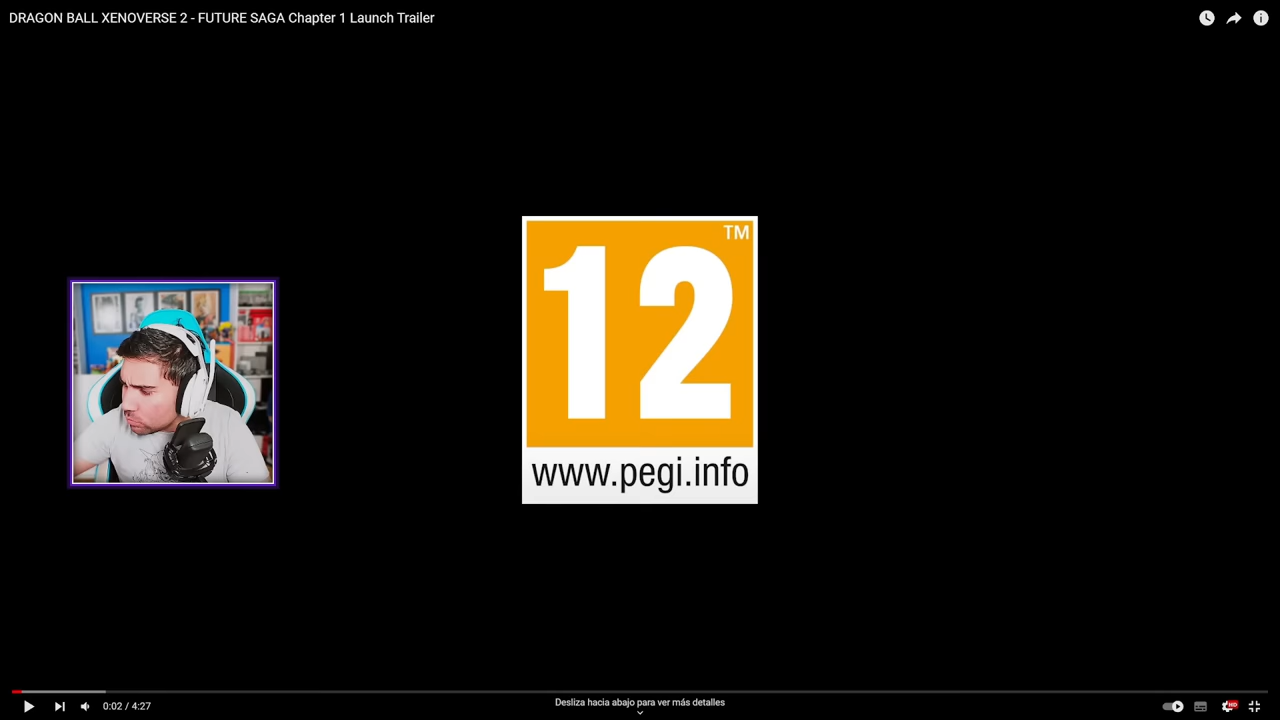 DRAGON BALL XENOVERSE 2 - FUTURE SAGA Chapter 1 Launch Trailer
12
TM
www.pegi.info
Desliza hacia abajo para ver más detalles
0:02 / 4:27
HD